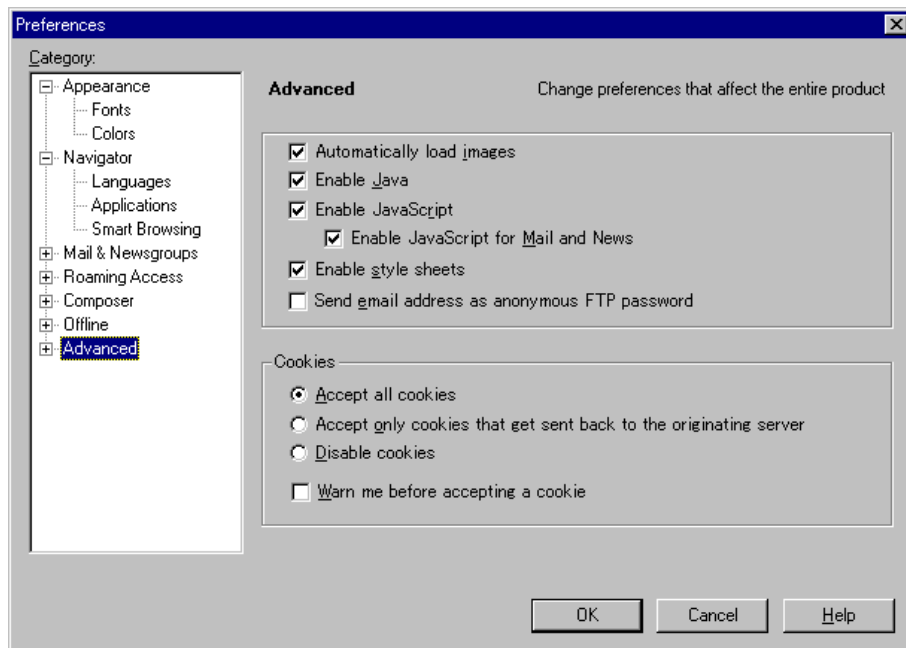 Preferences
Category:
Appearance
Fonts
Colors
Navigator
Languages
Applications
Smart Browsing
Mail & Newsgroups
Roaming Access
Composer
Offline
Advanced
Advanced
Change preferences that affect the entire product
Automatically load images
Enable Java
Enable JavaScript
Enable JavaScript for Mail and News
Enable style sheets
Send email address as anonymous FTP password
Cookies
Accept all cookies
Accept only cookies that get sent back to the originating server
Disable cookies
Warn me before accepting a cookie
OK
Cancel
Help